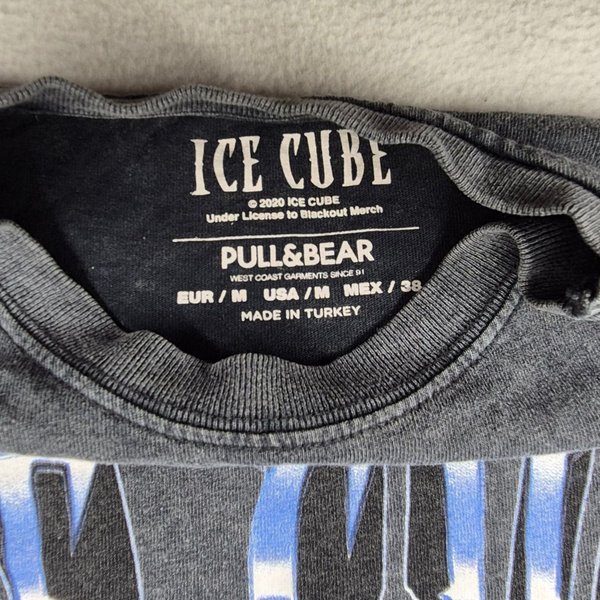 ICE CUBE
© 2020 ICE CUBE
Under License to Blackout Merch
PULL&BEAR
WEST COAST GARMENTS SINCE 91
EUR / M USA / M MEX / 38
MADE IN TURKEY